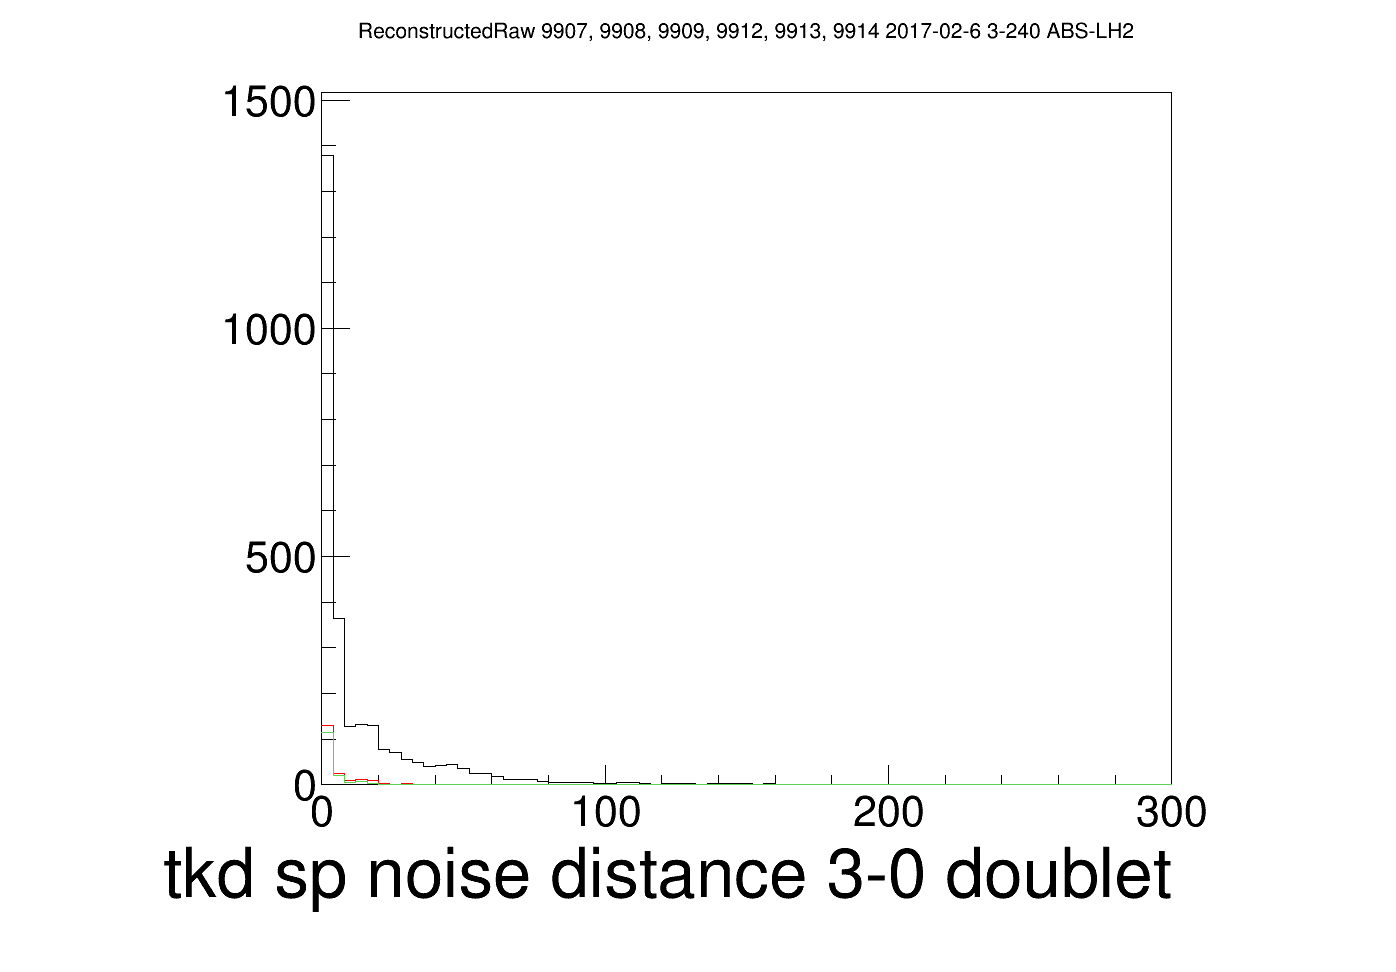 ReconstructedRaw 9907, 9908, 9909, 9912, 9913, 9914 2017-02-6 3-240 ABS-LH2
1500
1000
500
0
0 100 200 300
tkd sp noise distance 3-0 doublet